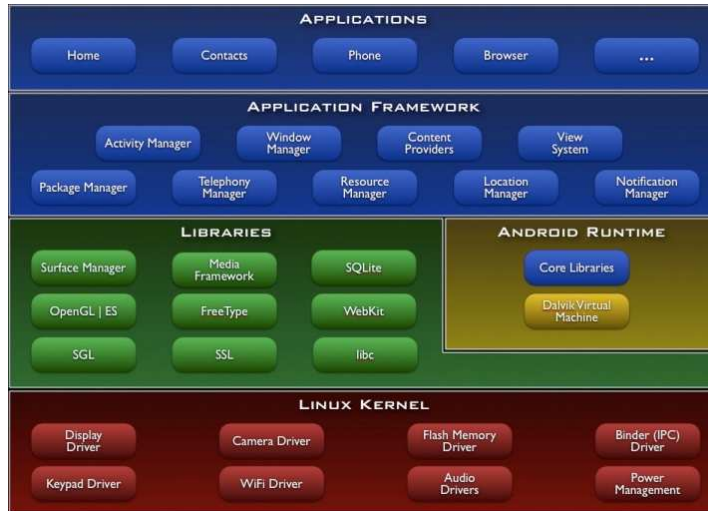 APPLICATIONS
Home
Contacts
Phone
Browser
...
APPLICATION FRAMEWORK
Activity Manager
Window
Manager
Content
Providers
View
System
Package Manager
Telephony
Manager
Resource
Manager
Location
Manager
Notification
Manager
LIBRARIES
Surface Manager
Media
Framework
SQLite
OpenGL | ES
FreeType
WebKit
SGL
SSL
libc
ANDROID RUNTIME
Core Libraries
Dalvik Virtual
Machine
LINUX KERNEL
Display
Driver
Camera Driver
Flash Memory
Driver
Binder (IPC)
Driver
Keypad Driver
WiFi Driver
Audio
Drivers
Power
Management